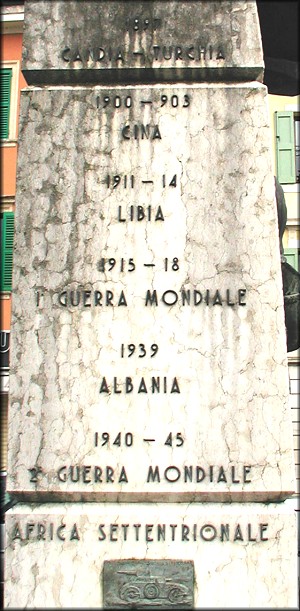 1897
CANDIA - TURCHIA
1900 - 903
CINA
1911 - 14
LIBIA
1915 - 18
1ª GUERRA MONDIALE
1939
ALBANIA
1940 - 45
2ª GUERRA MONDIALE
AFRICA SETTENTRIONALE